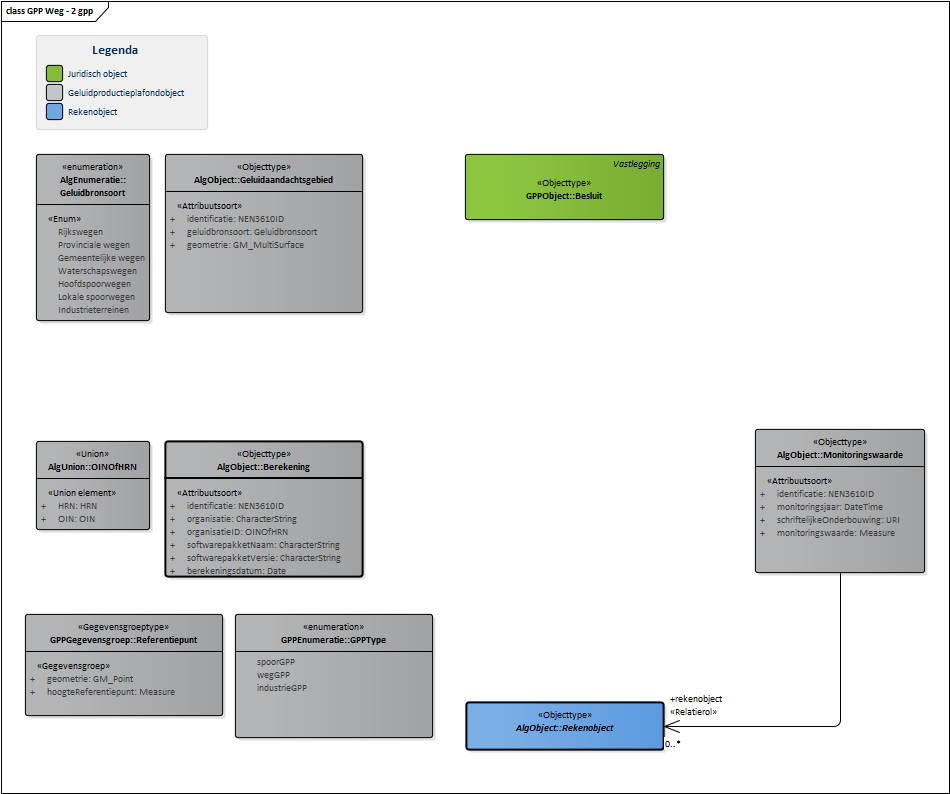 class GPP Weg - 2 gpp
Legenda
Juridisch object
Geluidproductieplafondobject
Rekenobject
«enumeration»
AlgEnumeratie::
Geluidbronsoort
«Enum»
Rijkswegen
Provinciale wegen
Gemeentelijke wegen
Waterschapswegen
Hoofdspoorwegen
Lokale spoorwegen
Industrieterreinen
«Objecttype»
AlgObject::Geluidaandachtsgebied
«Attribuutsoort»
+ identificatie: NEN3610ID
+ geluidbronsoort: Geluidbronsoort
+ geometrie: GM_MultiSurface
Vastlegging
«Objecttype»
GPPObject::Besluit
«Union»
AlgUnion::OINOfHRN
«Union element»
+ HRN: HRN
+ OIN: OIN
«Objecttype»
AlgObject::Berekening
«Attribuutsoort»
+ identificatie: NEN3610ID
+ organisatie: CharacterString
+ organisatieID: OINOfHRN
+ softwarepakketNaam: CharacterString
+ softwarepakketVersie: CharacterString
+ berekeningsdatum: Date
«Objecttype»
AlgObject::Monitoringswaarde
«Attribuutsoort»
+ identificatie: NEN3610ID
+ monitoringsjaar: DateTime
+ schriftelijkeOnderbouwing: URI
+ monitoringswaarde: Measure
«Gegevensgroeptype»
GPPGegevensgroep::Referentiepunt
«Gegevensgroep»
+ geometrie: GM_Point
+ hoogteReferentiepunt: Measure
«enumeration»
GPPEnumeratie::GPPType
spoorGPP
wegGPP
industrieGPP
«Objecttype»
AlgObject::Rekenobject
+rekenobject
«Relatierol»
0..*